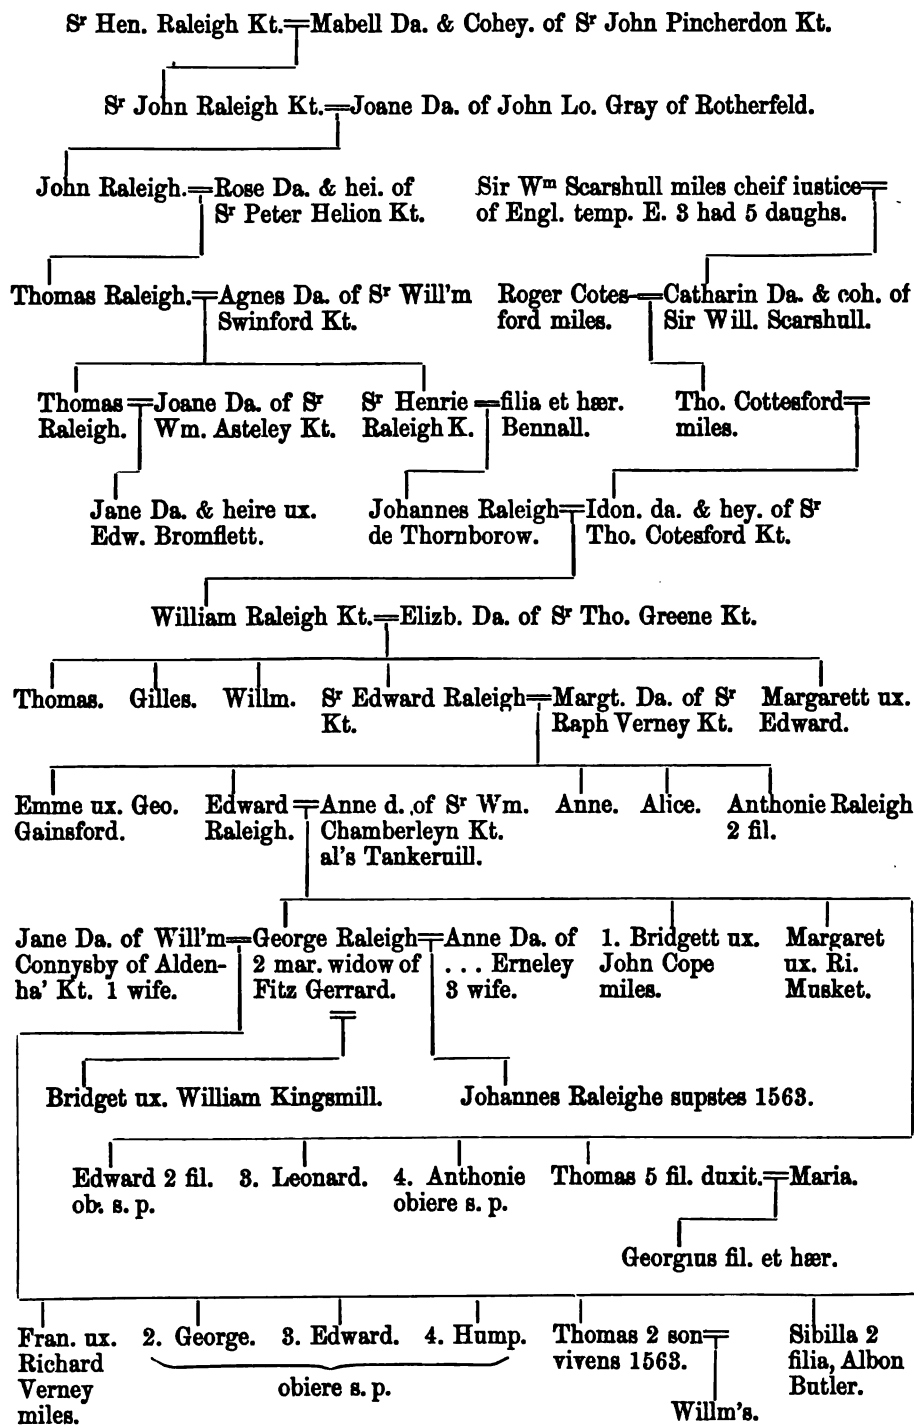 Sr Hen. Raleigh Kt.=Mabell Da. & Cohey. of Sr John Pincherdon Kt.
Sr John Raleigh Kt.=Joane Da. of John Lo. Gray of Rotherfeld.
John Raleigh.=Rose Da. & hei. of
Sr Peter Helion Kt.
Sir Wm Scarshull miles cheif iustice=
of Engl. temp. E. 3 had 5 daughs.
Thomas Raleigh.=Agnes Da. of Sr Will'm
Swinford Kt.
Roger Cotes=Catharin Da. & coh. of
ford miles. Sir Will. Scarshull.
Thomas=Joane Da. of Sr
Raleigh. Wm. Asteley Kt.
Sr Henrie=filia et hær.
Raleigh K. Bennall.
Tho. Cottesford=
miles.
Jane Da. & heire ux.
Edw. Bromflett.
Johannes Raleigh=Idon. da. & hey. of Sr
de Thornborow. Tho. Cotesford Kt.
William Raleigh Kt.=Elizb. Da. of Sr Tho. Greene Kt.
Thomas. Gilles. Willm.
Sr Edward Raleigh=Margt. Da. of Sr
Kt. Raph Verney Kt.
Margarett ux.
Edward.
Emme ux. Geo.
Gainsford.
Edward=Anne d. of Sr Wm.
Raleigh. Chamberleyn Kt.
al's Tankeruill.
Anne. Alice.
Anthonie Raleigh
2 fil.
Jane Da. of Will'm=George Raleigh=Anne Da. of
Connysby of Alden- 2 mar. widow of ... Erneley
ha' Kt. 1 wife. Fitz Gerrard. 3 wife.
1. Bridgett ux.
John Cope
miles.
Margaret
ux. Ri.
Musket.
=
Bridget ux. William Kingsmill.
Johannes Raleighe supstes 1563.
Edward 2 fil.
ob. s. p.
3. Leonard.
4. Anthonie
obiere s. p.
Thomas 5 fil. duxit.=Maria.
Georgius fil. et hær.
Fran. ux.
Richard
Verney
miles.
2. George. 3. Edward. 4. Hump.
obiere s. p.
Thomas 2 son=
vivens 1563.
Willm's.
Sibilla 2
filia, Albon
Butler.